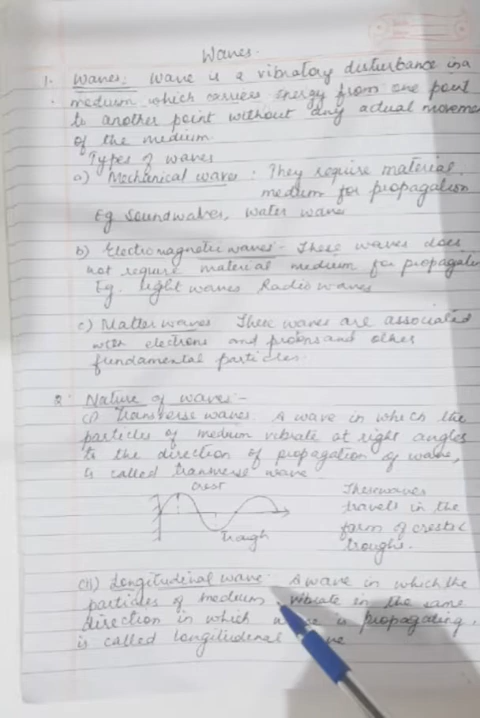 Waves.
1. Waves: Wave is a vibratory disturbance in a
medium which carries energy from one point
to another point without any actual movemen
of the medium.
Types of waves
a) Mechanical waves : They require material
medium for propagation
Eg Soundwaves, water wave
b) Electromagnetic waves :- These waves does
not require material medium for propagatio
Eg. light waves Radio waves
c) Matter waves These waves are associated
with electrons and protons and other
fundamental particles.
2. Nature of waves :-
(i) Transverse waves. A wave in which the
particles of medium vibrate at right angles
to the direction of propagation of wave,
is called transverse wave
crest
trough
These waves
travels in the
form of crest &
troughs.
(ii) Longitudinal wave: A wave in which the
particles of medium vibrate in the same
direction in which is propagating,
is called longitudenal